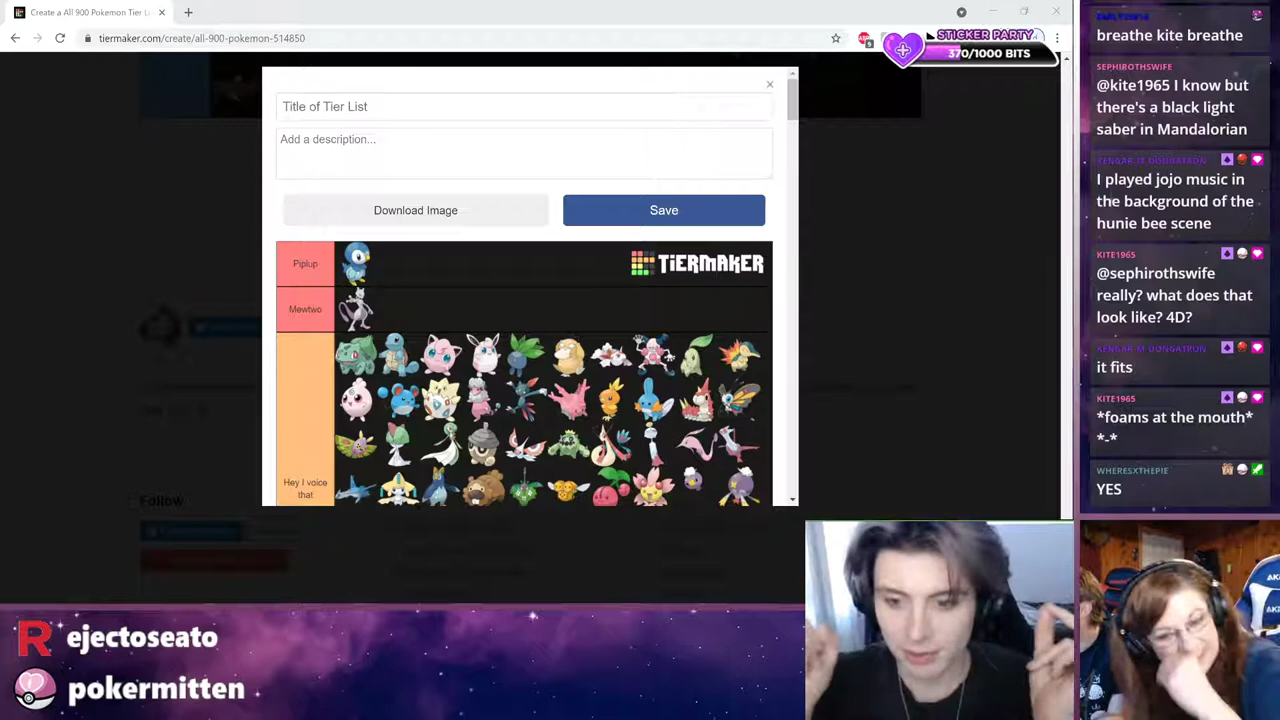 Create a All 900 Pokemon Tier Li
tiermaker.com/create/all-900-pokemon-514850
STICKER PARTY
370/1000 BITS
Title of Tier List
Add a description...
Download Image
Save
Piplup
TiERMAKER
Mewtwo
Hey I voice
that
Follow
R ejectoseato
pokermitten
breathe kite breathe
SEPHIROTHSWIFE
@kite1965 I know but
there's a black light
saber in Mandalorian
KENGAR_M_DONGATRON
I played jojo music in
the background of the
hunie bee scene
KITE1965
@sephirothswife
really? what does that
look like? 4D?
KENGAR_M_DONGATRON
it fits
KITE1965
*foams at the mouth*
*-*
WHERESXTHEPIE
YES